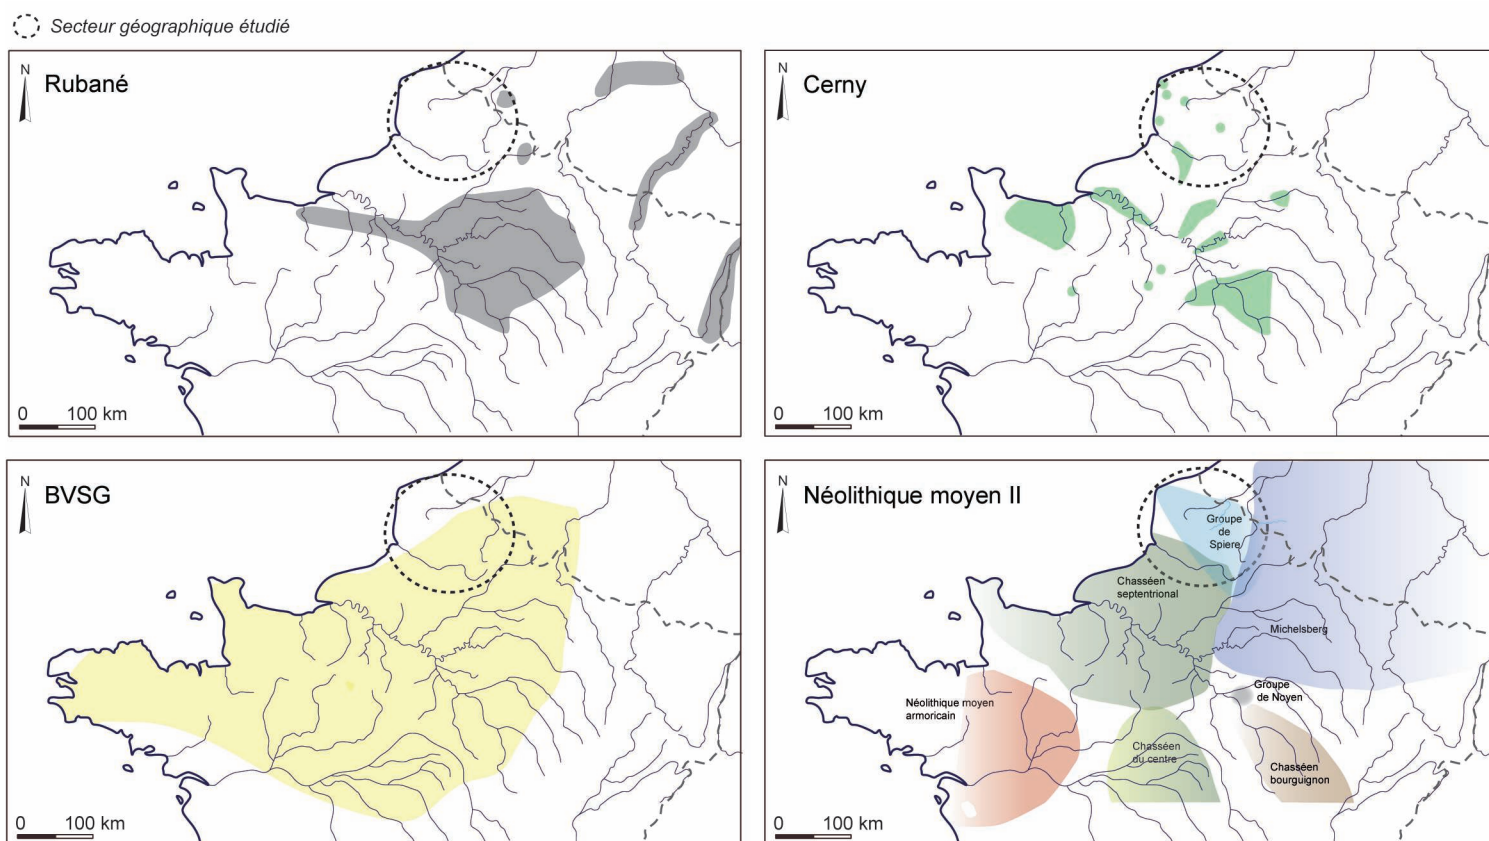 Secteur géographique étudié
N
Rubané
0 100 km
N
Cerny
0 100 km
N
BVSG
0 100 km
N
Néolithique moyen II
Groupe
de
Spiere
Chasséen
septentrional
Michelsberg
Groupe
de Noyen
Néolithique moyen
armoricain
Chasséen
du centre
Chasséen
bourguignon
0 100 km